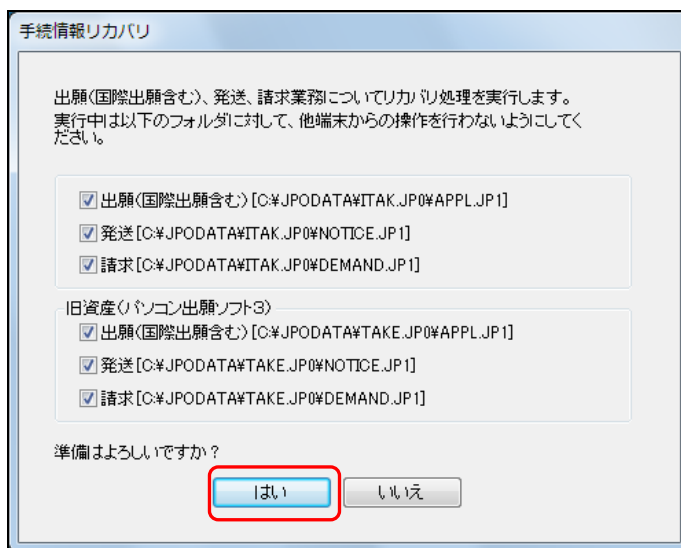 手続情報リカバリ
出願(国際出願含む)、発送、請求業務についてリカバリ処理を実行します。
実行中は以下のフォルダに対して、他端末からの操作を行わないようにしてく
ださい。
出願(国際出願含む)[C:¥JPODATA¥ITAK.JP0¥APPL.JP1]
発送[C:¥JPODATA¥ITAK.JP0¥NOTICE.JP1]
請求[C:¥JPODATA¥ITAK.JP0¥DEMAND.JP1]
旧資産(パソコン出願ソフト3)
出願(国際出願含む)[C:¥JPODATA¥TAKE.JP0¥APPL.JP1]
発送[C:¥JPODATA¥TAKE.JP0¥NOTICE.JP1]
請求[C:¥JPODATA¥TAKE.JP0¥DEMAND.JP1]
準備はよろしいですか?
はい いいえ